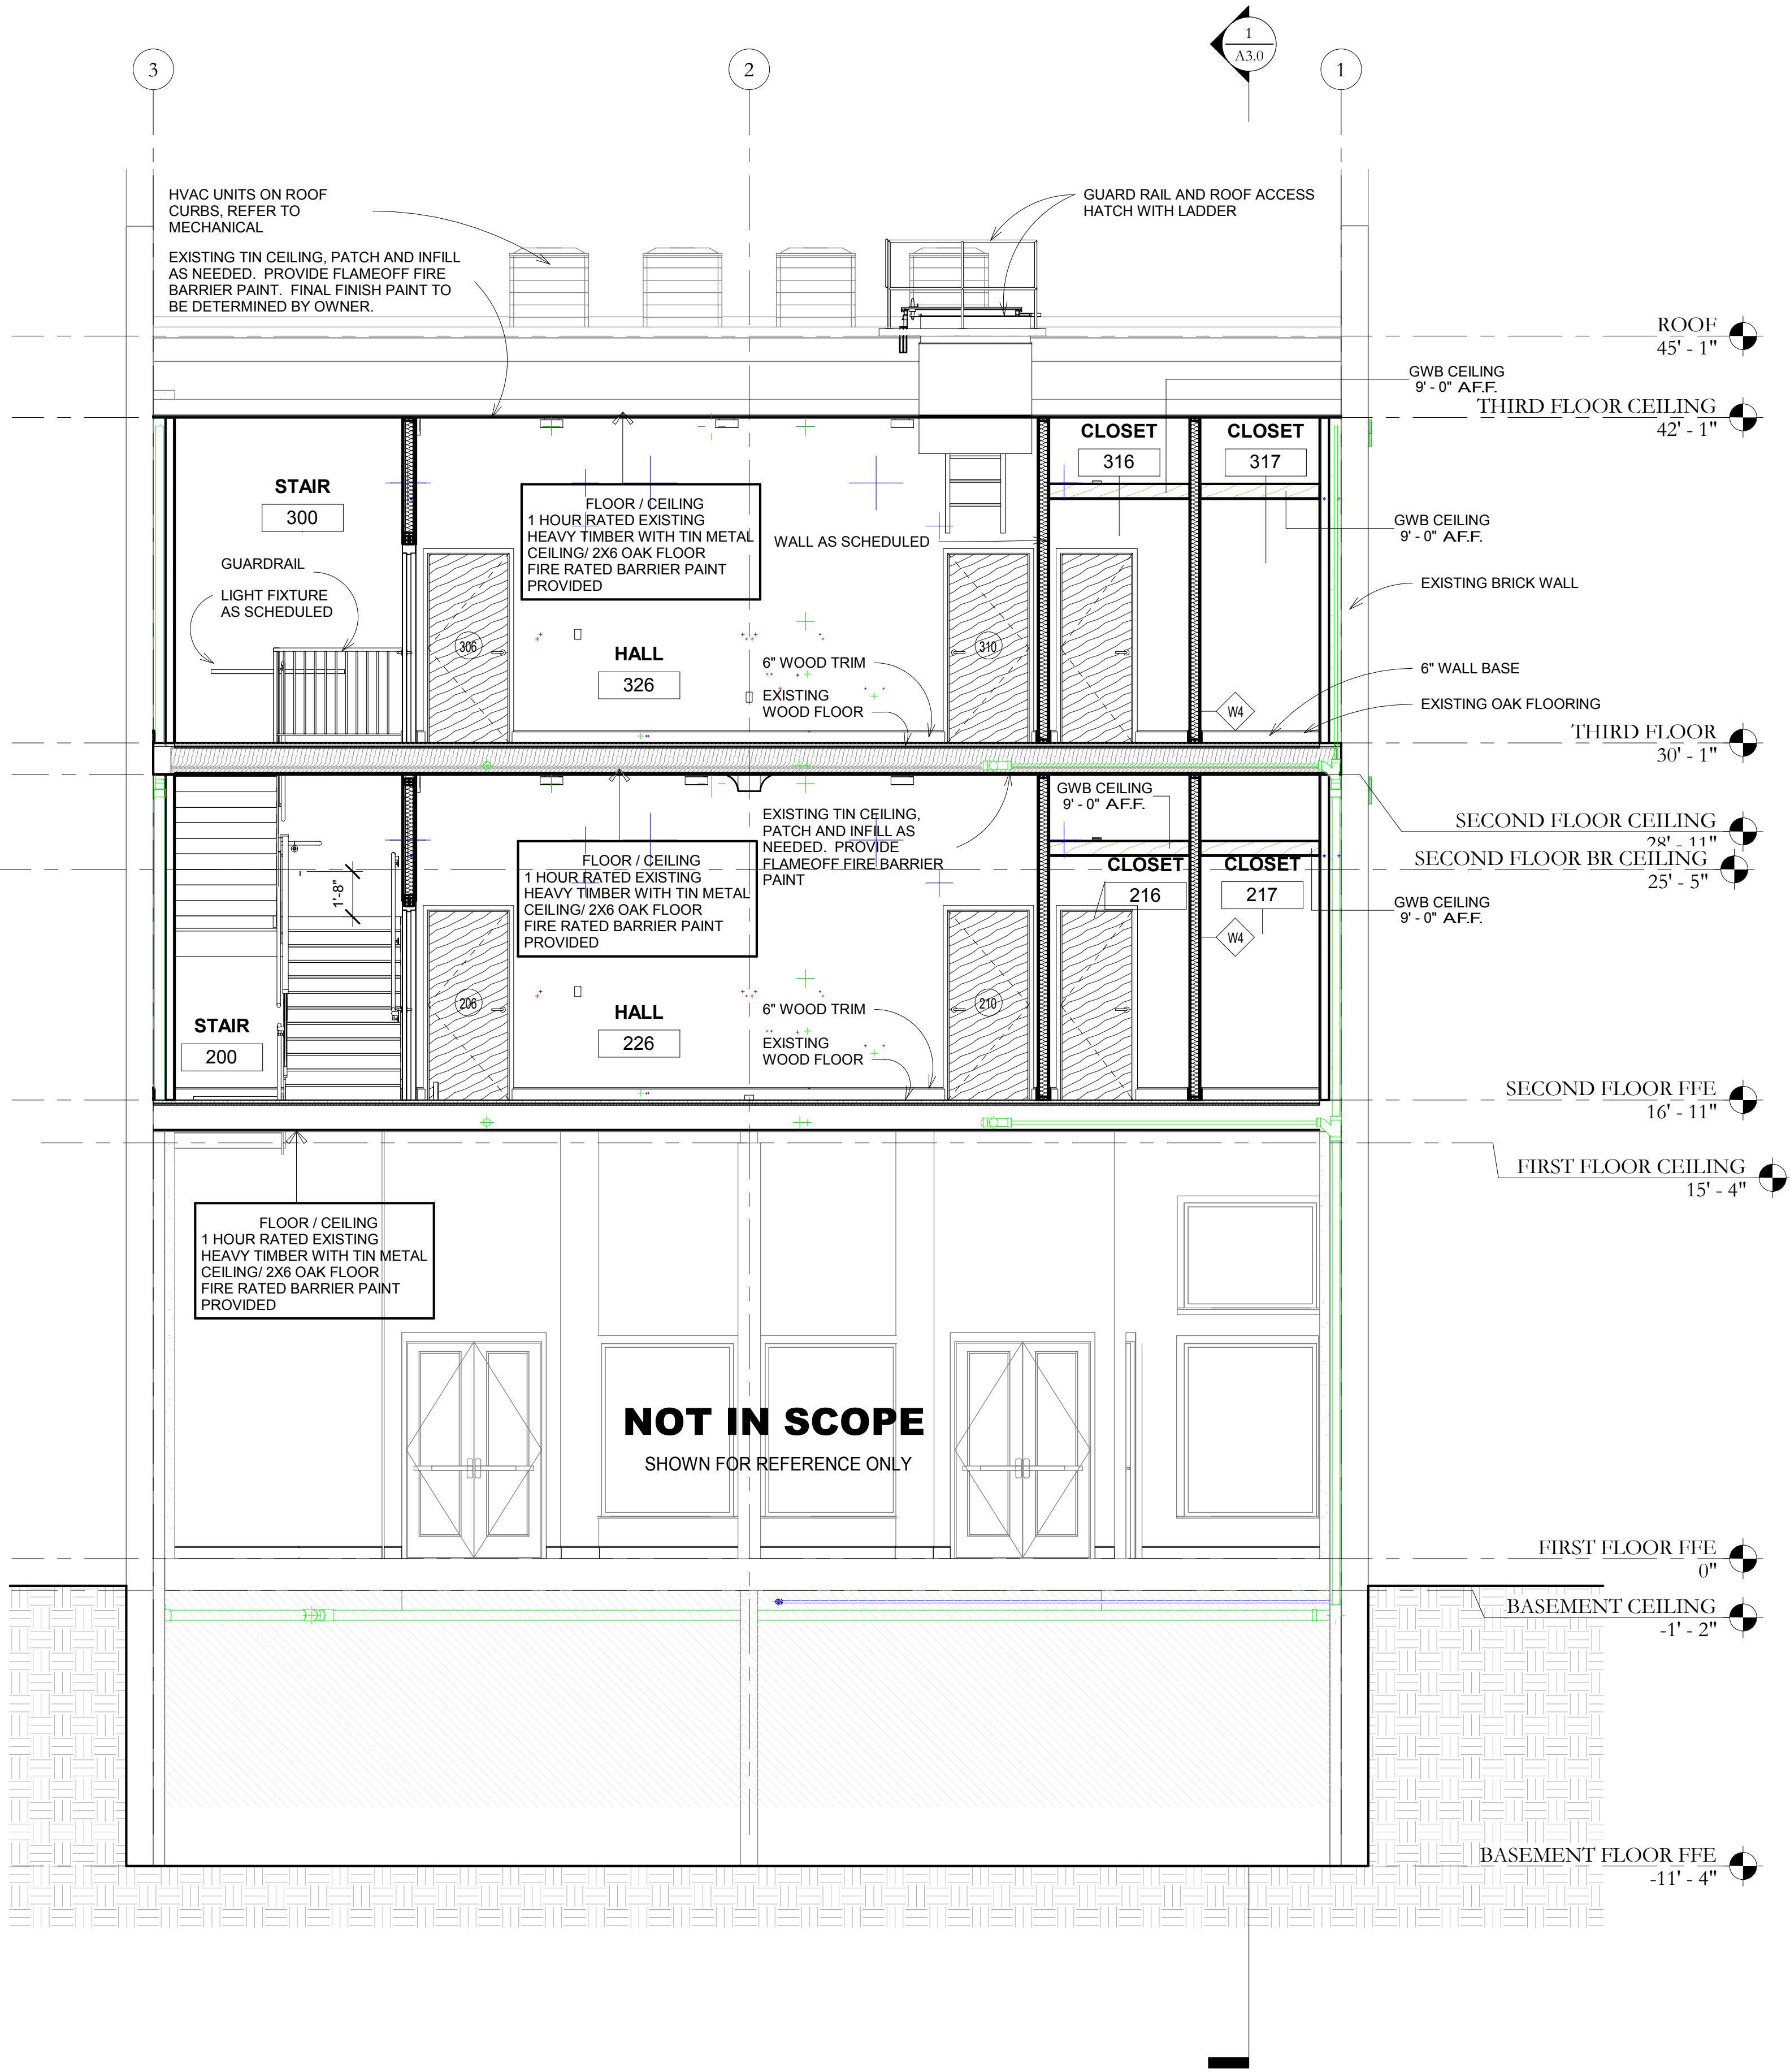 1
A3.0
3
2
1
HVAC UNITS ON ROOF
CURBS, REFER TO
MECHANICAL
EXISTING TIN CEILING, PATCH AND INFILL
AS NEEDED. PROVIDE FLAMEOFF FIRE
BARRIER PAINT. FINAL FINISH PAINT TO
BE DETERMINED BY OWNER.
GUARD RAIL AND ROOF ACCESS
HATCH WITH LADDER
ROOF
45' - 1"
GWB CEILING
9' - 0" A.F.F.
THIRD FLOOR CEILING
42' - 1"
STAIR
300
GUARDRAIL
LIGHT FIXTURE
AS SCHEDULED
FLOOR / CEILING
1 HOUR RATED EXISTING
HEAVY TIMBER WITH TIN METAL
CEILING/ 2X6 OAK FLOOR
FIRE RATED BARRIER PAINT
PROVIDED
WALL AS SCHEDULED
CLOSET
316
CLOSET
317
GWB CEILING
9' - 0" A.F.F.
EXISTING BRICK WALL
306
HALL
326
310
6" WOOD TRIM
EXISTING
WOOD FLOOR
W4
6" WALL BASE
EXISTING OAK FLOORING
THIRD FLOOR
30' - 1"
SECOND FLOOR CEILING
28' - 11"
SECOND FLOOR BR CEILING
25' - 5"
1'-8"
FLOOR / CEILING
1 HOUR RATED EXISTING
HEAVY TIMBER WITH TIN METAL
CEILING/ 2X6 OAK FLOOR
FIRE RATED BARRIER PAINT
PROVIDED
EXISTING TIN CEILING,
PATCH AND INFILL AS
NEEDED. PROVIDE
FLAMEOFF FIRE BARRIER
PAINT
GWB CEILING
9' - 0" A.F.F.
CLOSET
216
CLOSET
217
GWB CEILING
9' - 0" A.F.F.
W4
STAIR
200
206
HALL
226
210
6" WOOD TRIM
EXISTING
WOOD FLOOR
SECOND FLOOR FFE
16' - 11"
FIRST FLOOR CEILING
15' - 4"
FLOOR / CEILING
1 HOUR RATED EXISTING
HEAVY TIMBER WITH TIN METAL
CEILING/ 2X6 OAK FLOOR
FIRE RATED BARRIER PAINT
PROVIDED
NOT IN SCOPE
SHOWN FOR REFERENCE ONLY
FIRST FLOOR FFE
0"
BASEMENT CEILING
-1' - 2"
BASEMENT FLOOR FFE
-11' - 4"